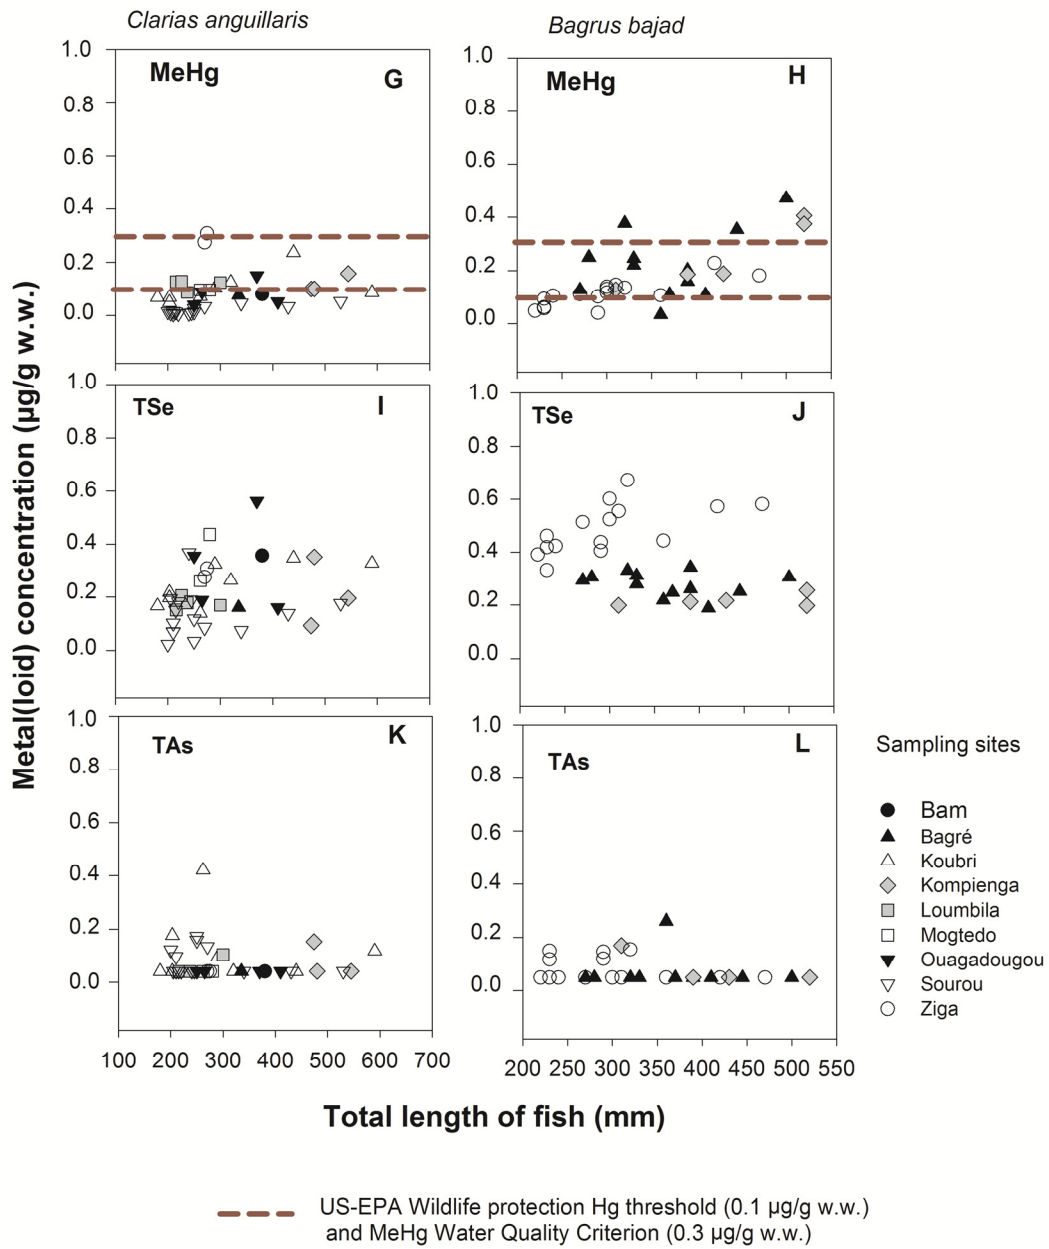 Clarias anguillaris
Bagrus bajad
Metal(loid) concentration (µg/g w.w.)
1.0
0.8
0.6
0.4
0.2
0.0
MeHg
G
1.0
0.8
0.6
0.4
0.2
0.0
MeHg
H
1.0
0.8
0.6
0.4
0.2
0.0
TSe
I
1.0
0.8
0.6
0.4
0.2
0.0
TSe
J
1.0
0.8
0.6
0.4
0.2
0.0
TAs
K
100 200 300 400 500 600 700
1.0
0.8
0.6
0.4
0.2
0.0
TAs
L
200 250 300 350 400 450 500 550
Sampling sites
Bam
Bagré
Koubri
Kompienga
Loumbila
Mogtedo
Ouagadougou
Sourou
Ziga
Total length of fish (mm)
US-EPA Wildlife protection Hg threshold (0.1 µg/g w.w.)
and MeHg Water Quality Criterion (0.3 µg/g w.w.)